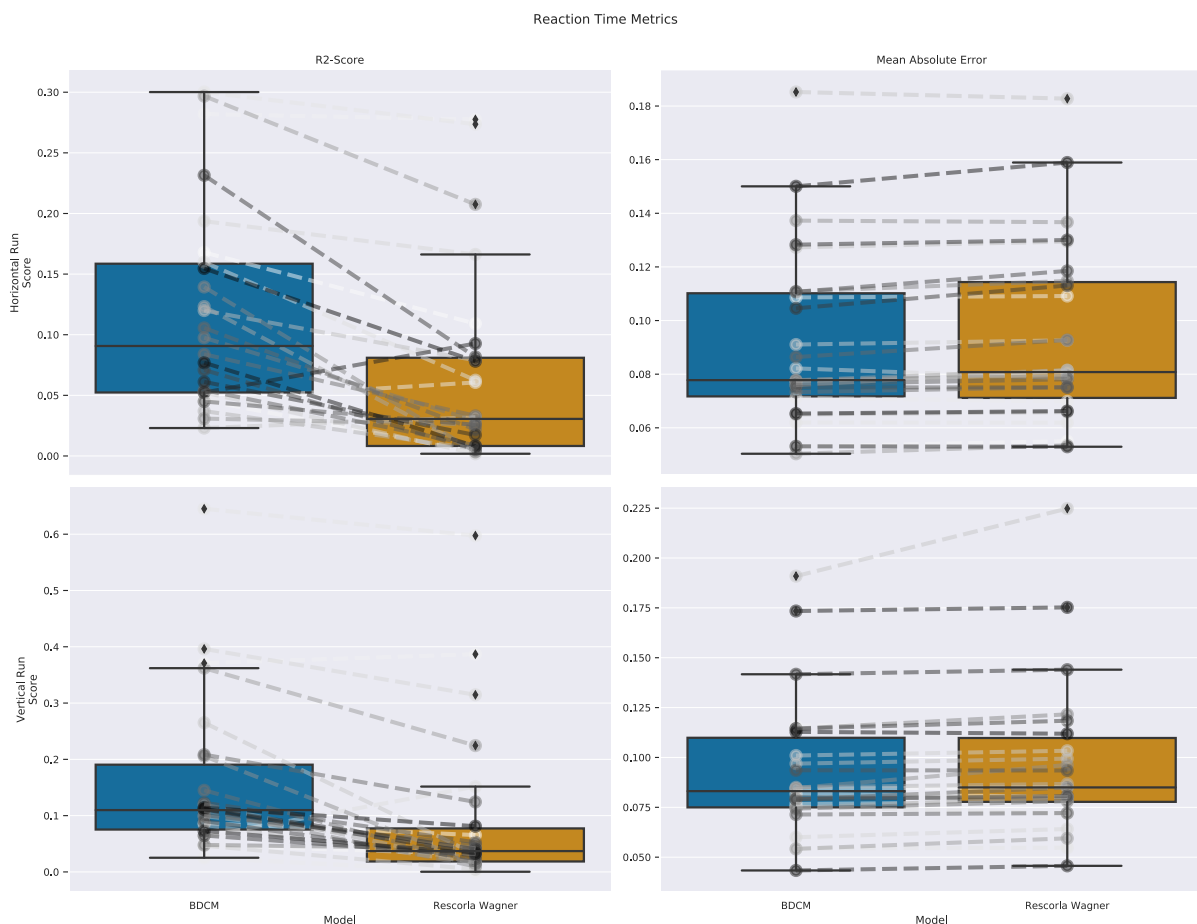 Reaction Time Metrics
R2-Score
Mean Absolute Error
0.30
0.25
0.20
0.15
0.10
0.05
0.00
Horizontal Run
Score
0.18
0.16
0.14
0.12
0.10
0.08
0.06
0.6
0.5
0.4
0.3
0.2
0.1
0.0
Vertical Run
Score
0.225
0.200
0.175
0.150
0.125
0.100
0.075
0.050
BDCM
Rescorla Wagner
Model
BDCM
Rescorla Wagner
Model